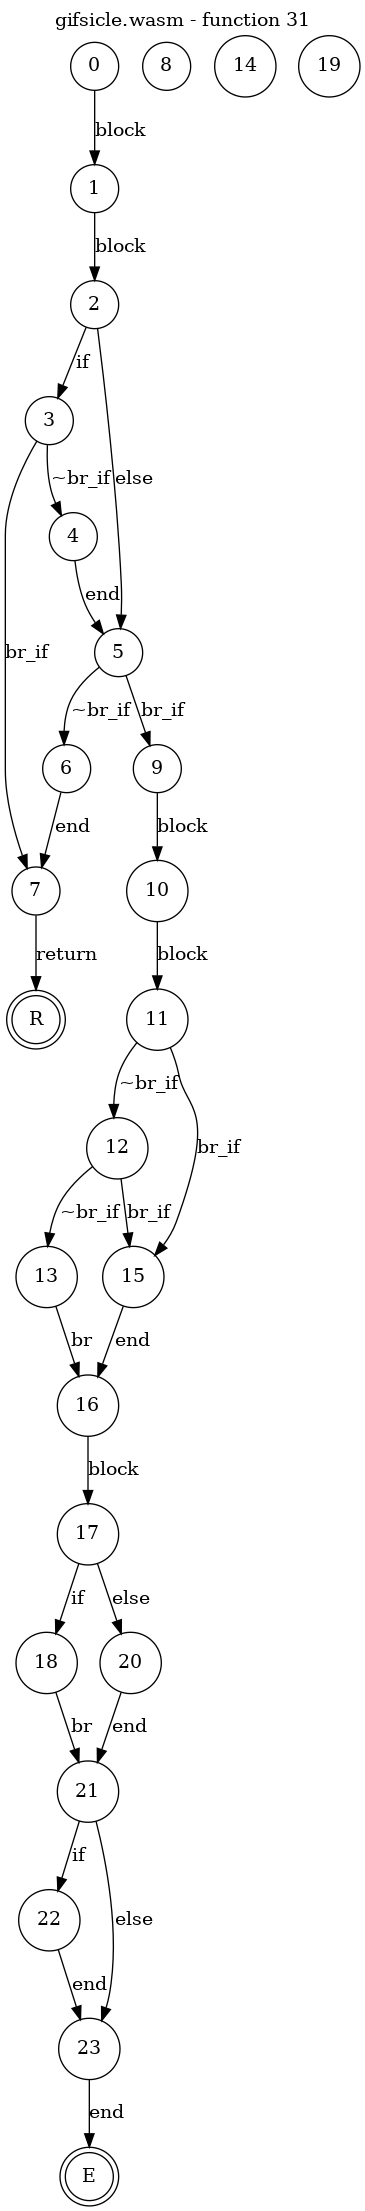 gifsicle.wasm - function 31
0 8 14 19
block
1
block
2
if
3
~br_if else
4
br_if end
5
~br_if br_if
6 9
end block
7 10
return block
R 11
~br_if
12 br_if
~br_if br_if
13 15
br end
16
block
17
if else
18 20
br end
21
if
22 else
end
23
end
E